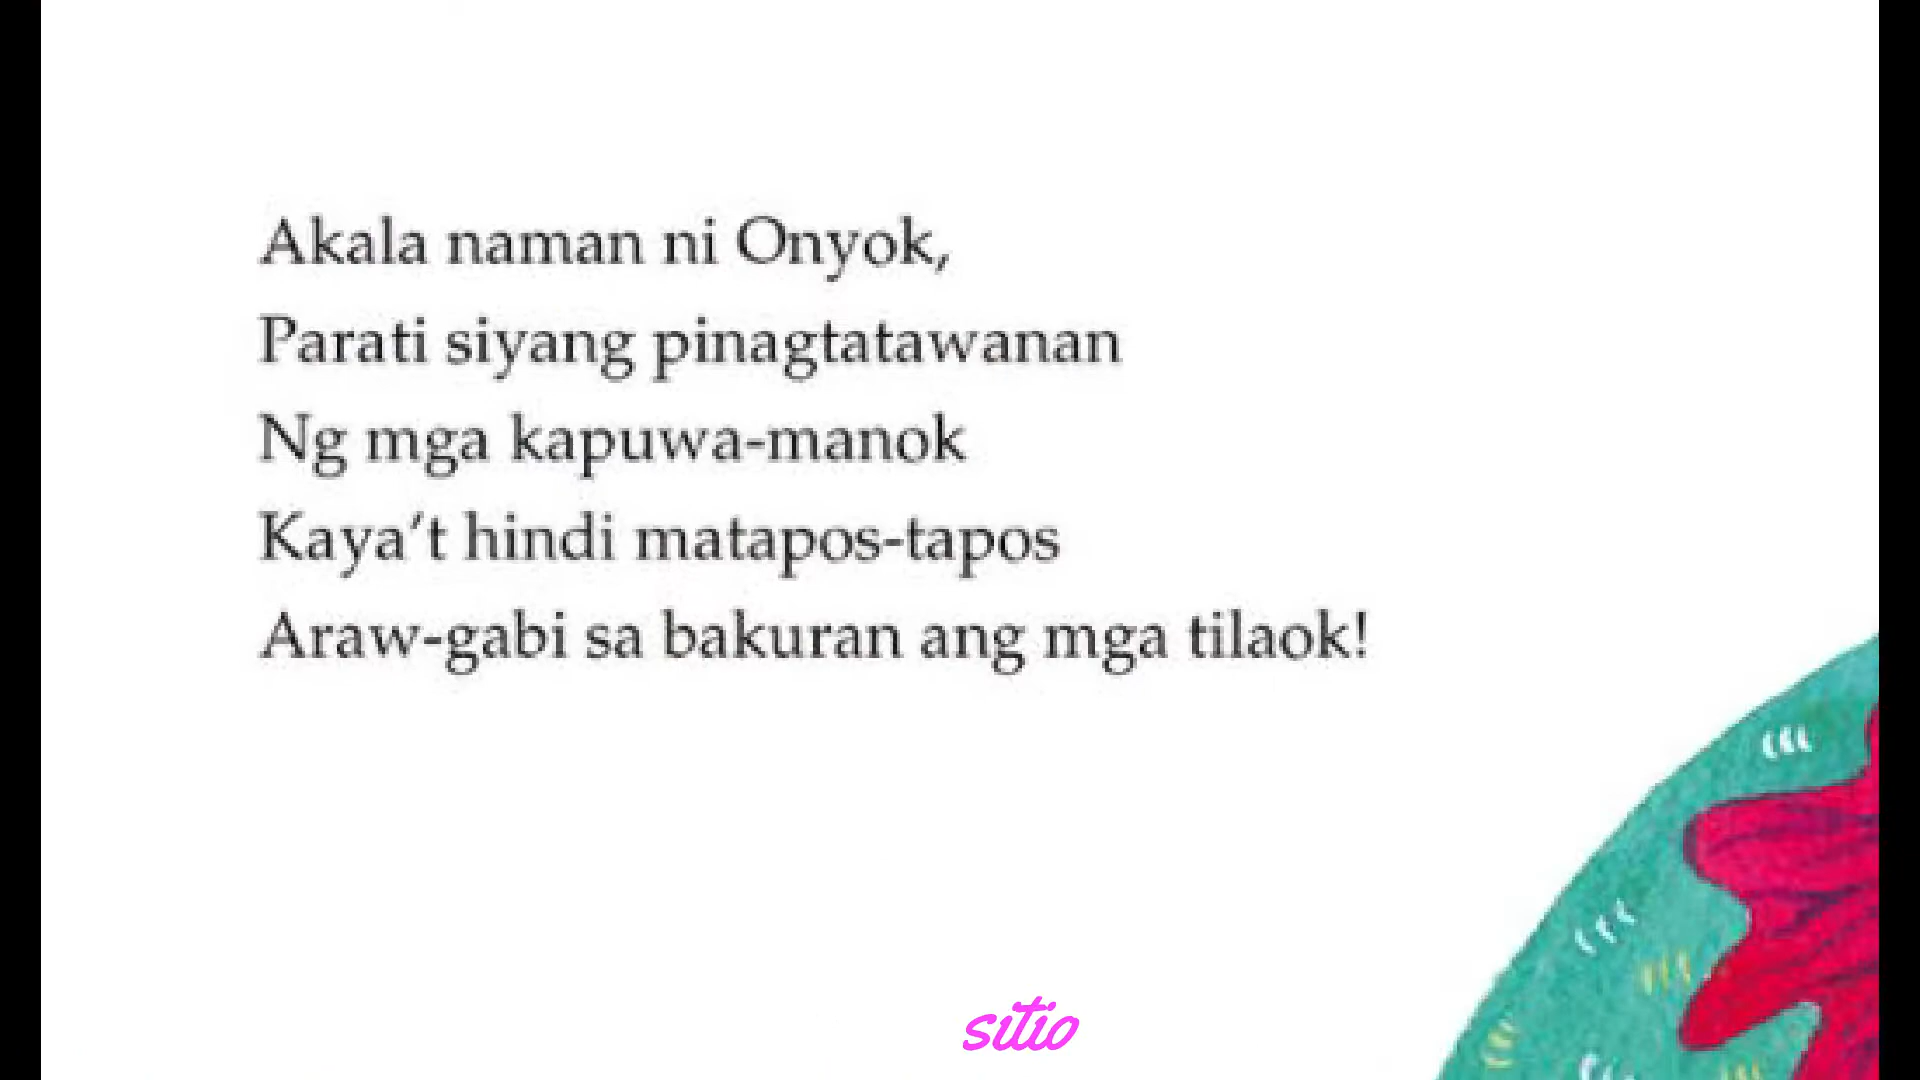 Akala naman ni Onyok,
Parati siyang pinagtatawanan
Ng mga kapuwa-manok
Kaya’t hindi matapos-tapos
Araw-gabi sa bakuran ang mga tilaok!
sitio